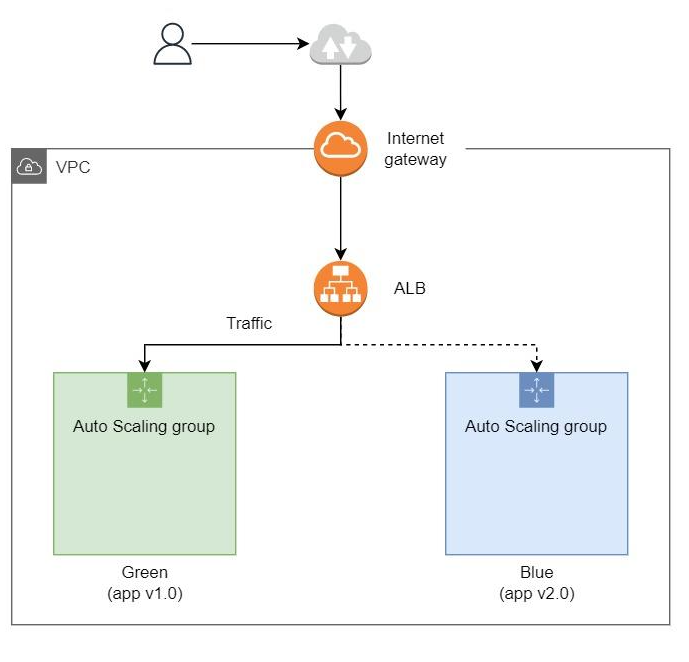 Internet
gateway
VPC
ALB
Traffic
Auto Scaling group
Auto Scaling group
Green
(app v1.0)
Blue
(app v2.0)